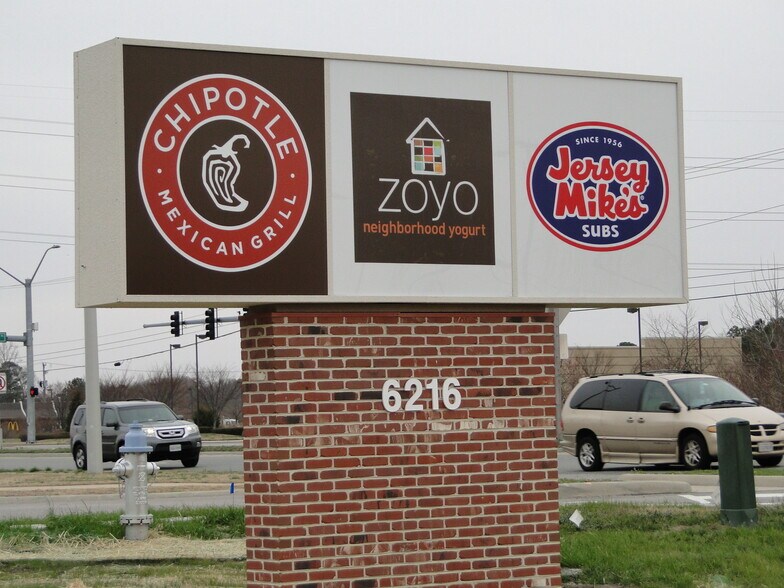 CHIPOTLE
MEXICAN GRILL
ZOYO
neighborhood yogurt
SINCE 1956
Jersey
Mike's
SUBS
6216